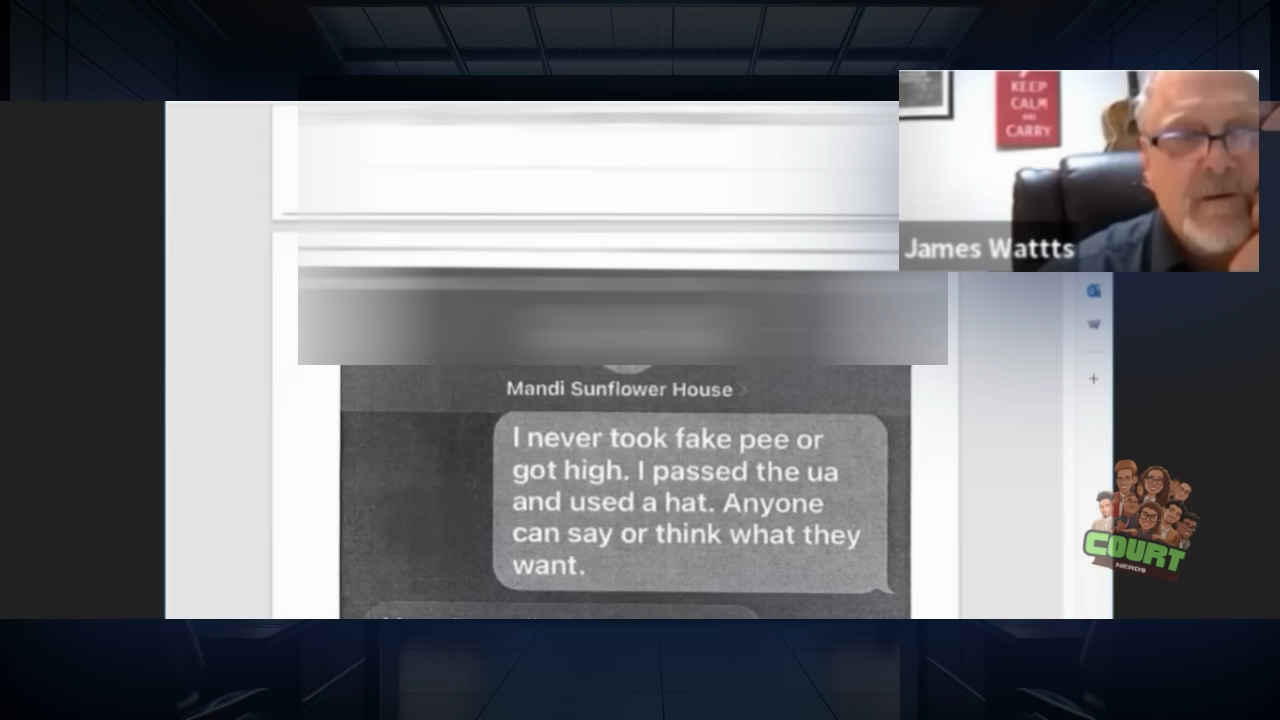 KEEP
CALM
AND
CARRY
James Wattts
Mandi Sunflower House
I never took fake pee or
got high. I passed the ua
and used a hat. Anyone
can say or think what they
want.
COURT
NERDS